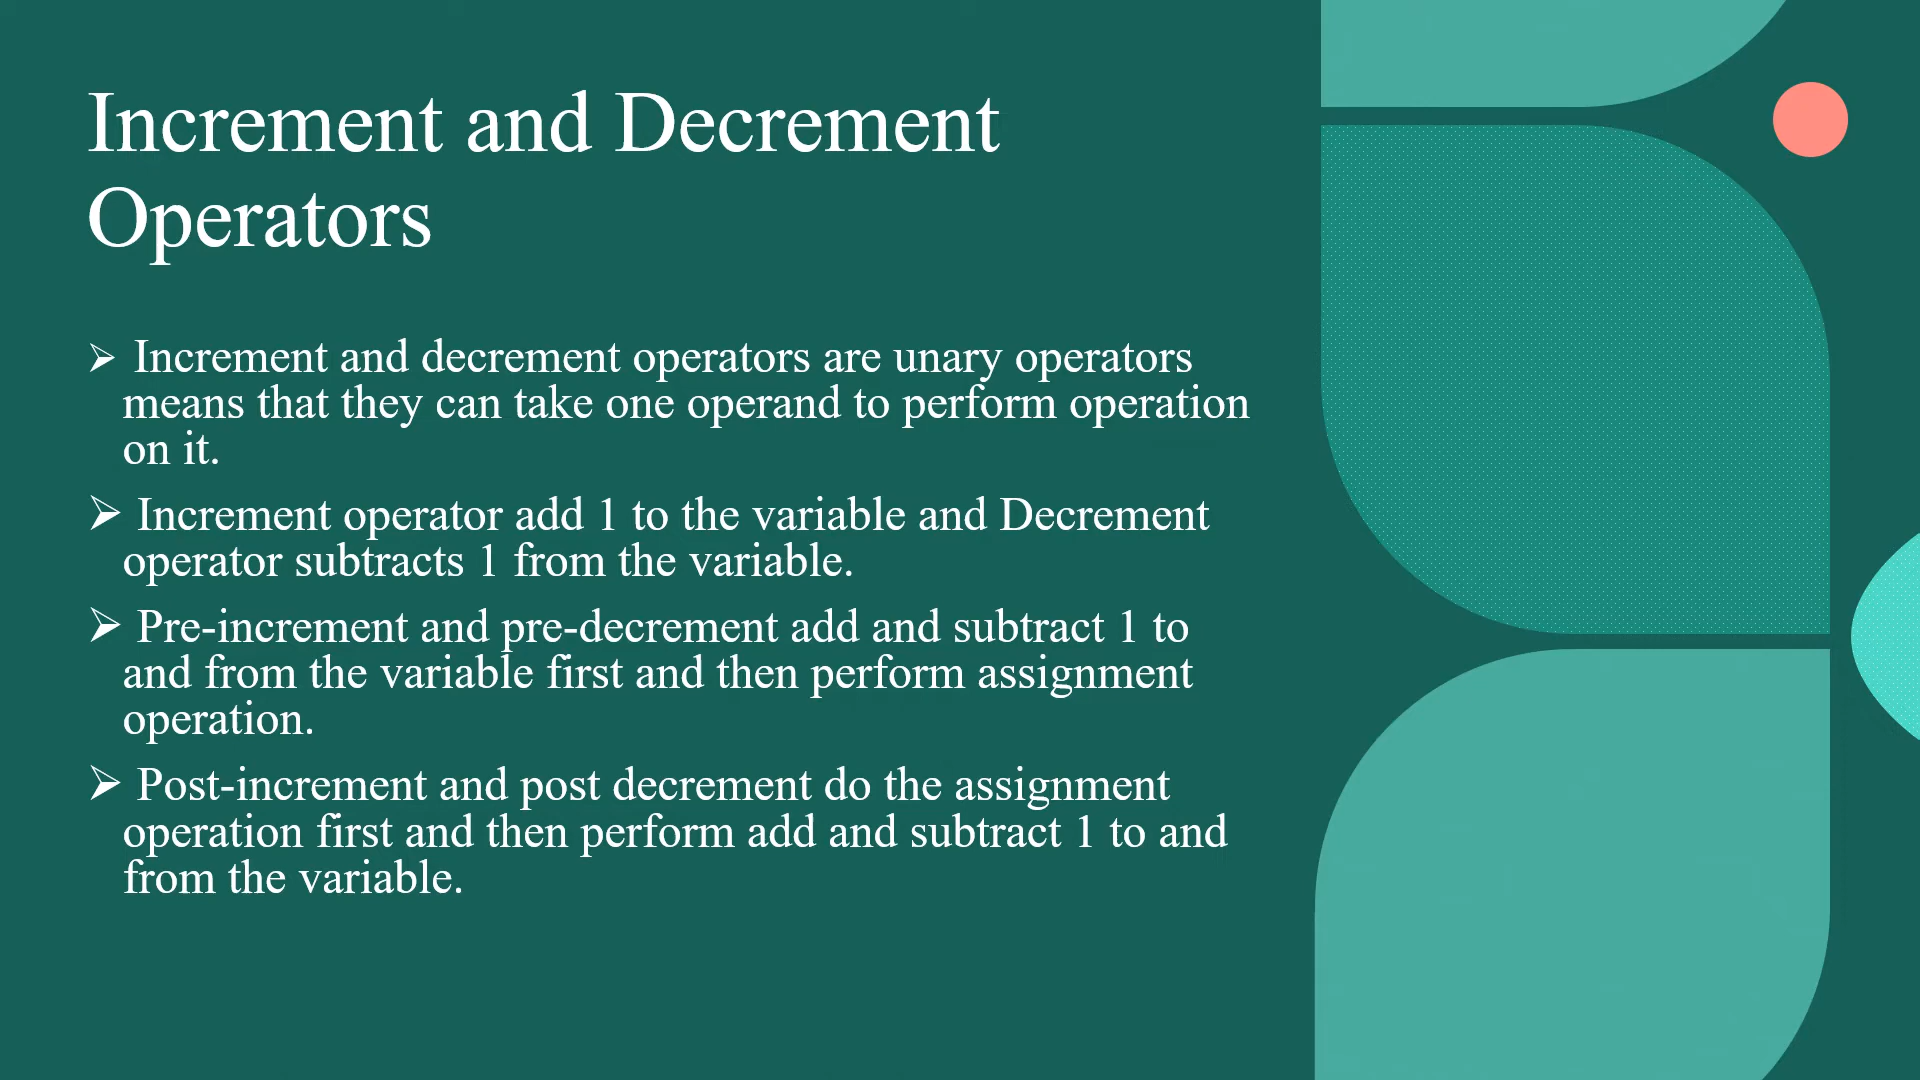 Increment and Decrement
Operators
➢ Increment and decrement operators are unary operators
means that they can take one operand to perform operation
on it.
➢ Increment operator add 1 to the variable and Decrement
operator subtracts 1 from the variable.
➢ Pre-increment and pre-decrement add and subtract 1 to
and from the variable first and then perform assignment
operation.
➢ Post-increment and post decrement do the assignment
operation first and then perform add and subtract 1 to and
from the variable.